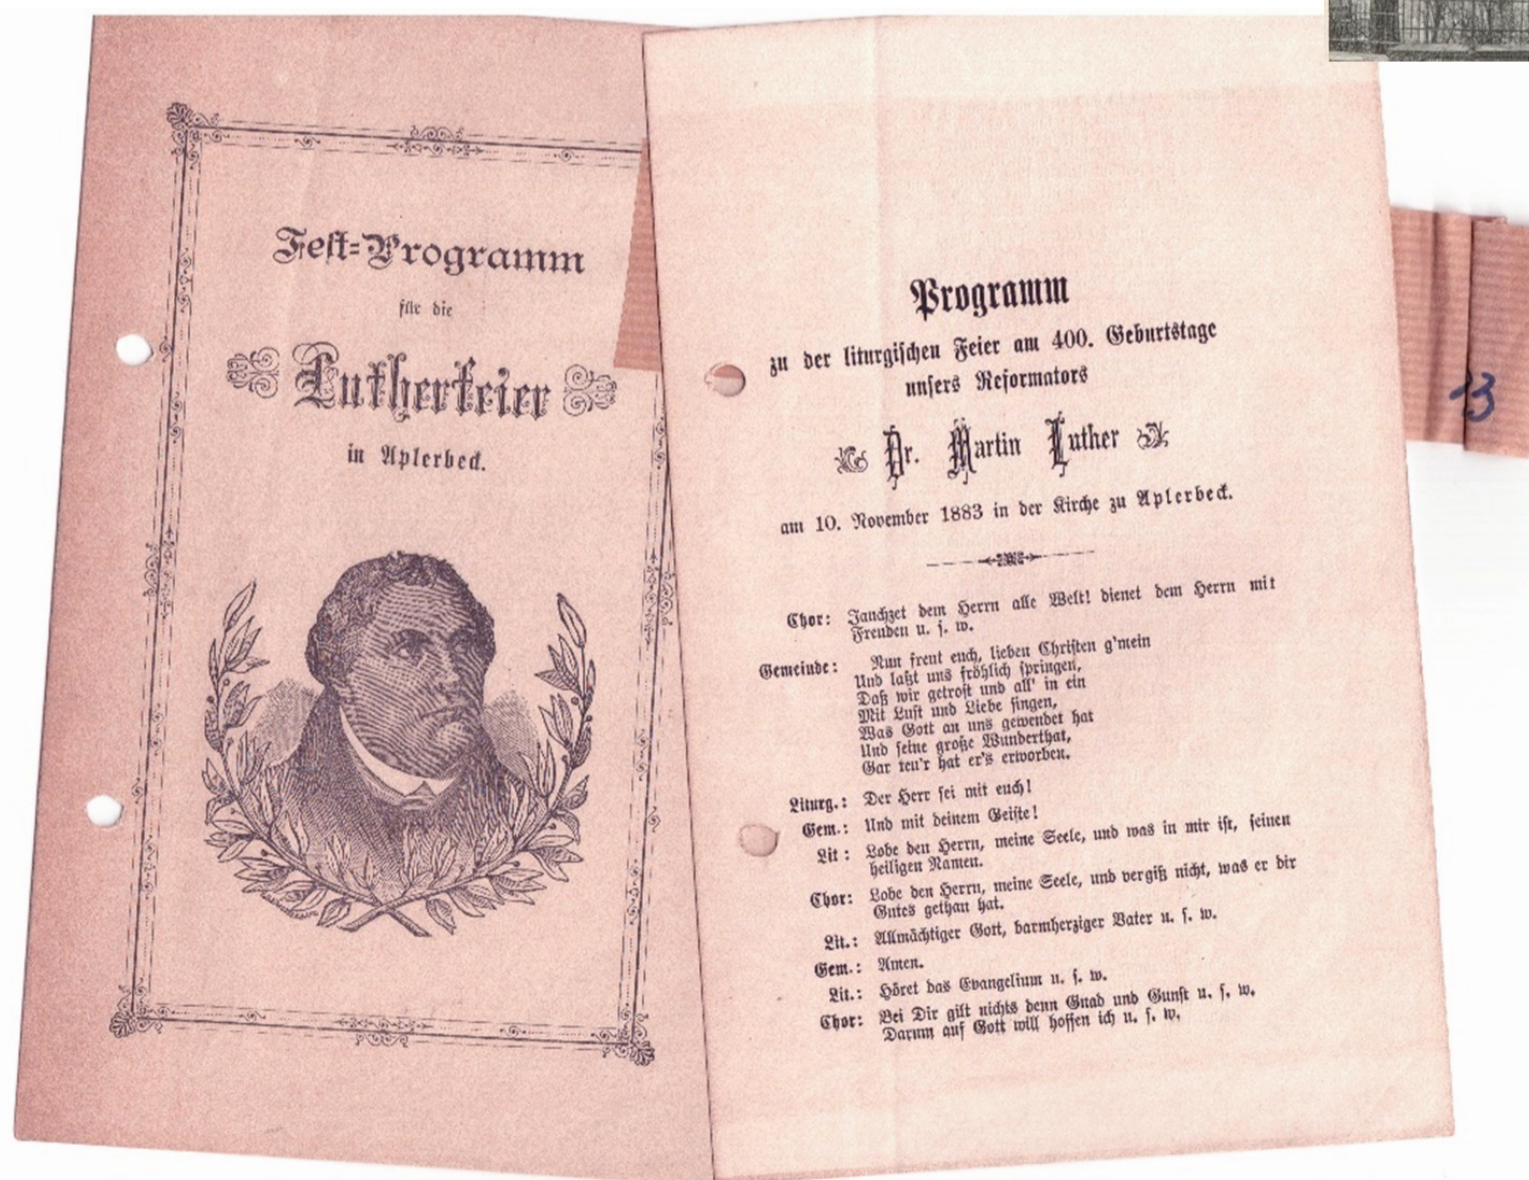 Fest=Programm
für die
Lutherfeier
in Aplerbeck.
Programm
zu der liturgischen Feier am 400. Geburtstage
unsers Reformators
Dr. Martin Luther
am 10. November 1883 in der Kirche zu Aplerbeck.
Chor: Jauchzet dem Herrn alle Welt! dienet dem Herrn mit
Freuden u. s. w.
Gemeinde: Nun freut euch, lieben Christen g'mein
Und laßt uns fröhlich springen,
Daß wir getrost und all' in ein
Mit Lust und Liebe singen,
Was Gott an uns gewendet hat
Und seine große Wunderthat,
Gar teu'r hat er's erworben.
Liturg.: Der Herr sei mit euch!
Gem.: Und mit deinem Geiste!
Lit: Lobe den Herrn, meine Seele, und was in mir ist, seinen
heiligen Namen.
Chor: Lobe den Herrn, meine Seele, und vergiß nicht, was er dir
Gutes gethan hat.
Lit.: Allmächtiger Gott, barmherziger Vater u. s. w.
Gem.: Amen.
Lit.: Höret das Evangelium u. s. w.
Chor: Bei Dir gilt nichts denn Gnad und Gunst u. s. w.
Darum auf Gott will hoffen ich u. s. w.
13